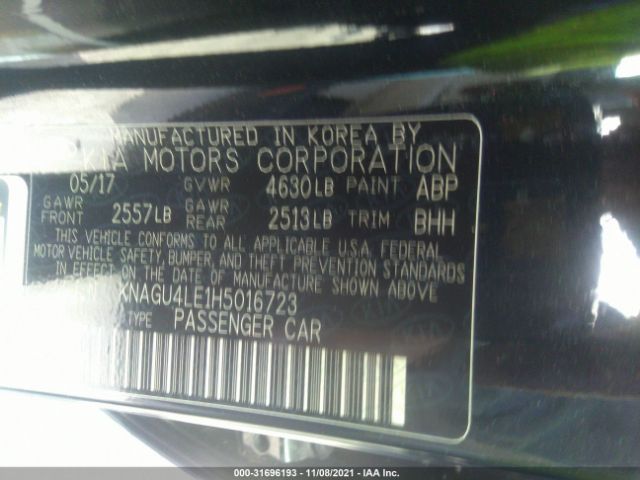 MANUFACTURED IN KOREA BY
KIA MOTORS CORPORATION
05/17 GVWR 4630LB PAINT ABP
GAWR FRONT 2557LB GAWR REAR 2513LB TRIM BHH
THIS VEHICLE CONFORMS TO ALL APPLICABLE U.S.A. FEDERAL
MOTOR VEHICLE SAFETY, BUMPER, AND THEFT PREVENTION STANDARDS
IN EFFECT ON THE DATE OF MANUFACTURE SHOWN ABOVE.
KNAGU4LE1H5016723
TYPE PASSENGER CAR
000-31696193 - 11/08/2021 - IAA Inc.